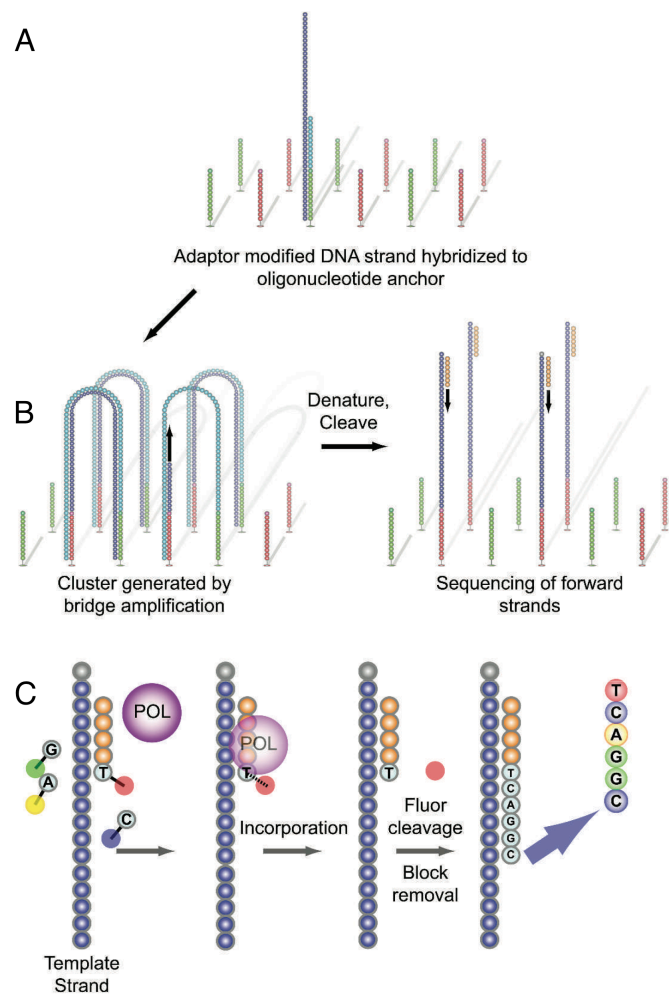 A
Adaptor modified DNA strand hybridized to
oligonucleotide anchor
B
Denature,
Cleave
Cluster generated by
bridge amplification
Sequencing of forward
strands
C
POL
G
A
T
C
POL
T
Incorporation
T
Fluor
cleavage
Block
removal
T
C
A
G
G
C
T
C
A
G
G
C
Template
Strand